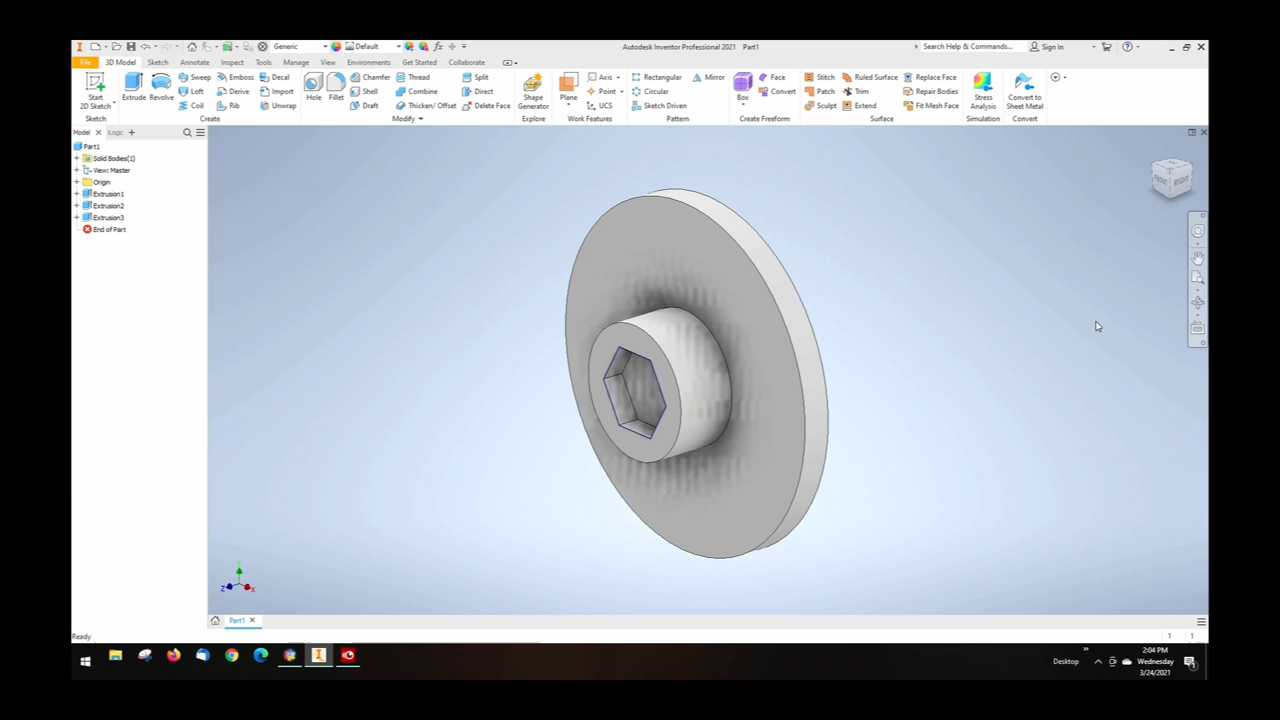 Generic Default Autodesk Inventor Professional 2021 Part1 Search Help & Commands... Sign In
File 3D Model Sketch Annotate Inspect Tools Manage View Environments Get Started Collaborate
Start 2D Sketch Extrude Revolve Sweep Emboss Decal Hole Fillet Chamfer Thread Split Shape Generator Plane Axis Rectangular Mirror Box Face Stitch Ruled Surface Replace Face Stress Analysis Convert to Sheet Metal
Loft Derive Import Shell Combine Direct Point Circular Convert Patch Trim Repair Bodies
Coil Rib Unwrap Draft Thicken/ Offset Delete Face UCS Sketch Driven Sculpt Extend Fit Mesh Face
Sketch Create Modify Explore Work Features Pattern Create Freeform Surface Simulation Convert
Model Logic
Part1
Solid Bodies(1)
View: Master
Origin
Extrusion1
Extrusion2
Extrusion3
End of Part
RIGHT
Z X
Part1
Ready 1 1
2:04 PM
Desktop Wednesday
3/24/2021